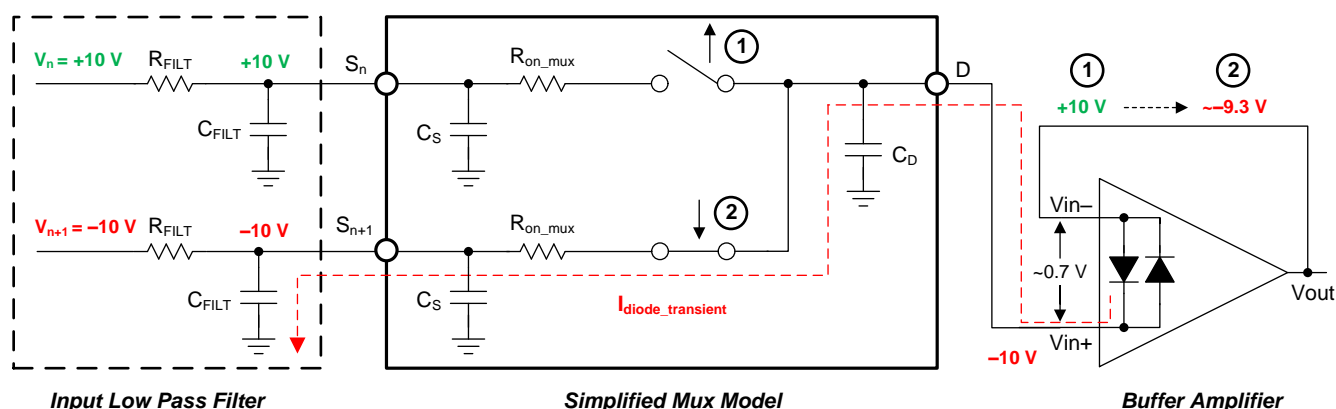 Vn = +10 V
RFILT
+10 V
Sn
Ron_mux
1
D
1
2
+10 V
~–9.3 V
CFILT
CS
CD
Vn+1 = –10 V
RFILT
–10 V
Sn+1
Ron_mux
2
Vin–
~0.7 V
Vout
CFILT
CS
Idiode_transient
Vin+
–10 V
Input Low Pass Filter
Simplified Mux Model
Buffer Amplifier